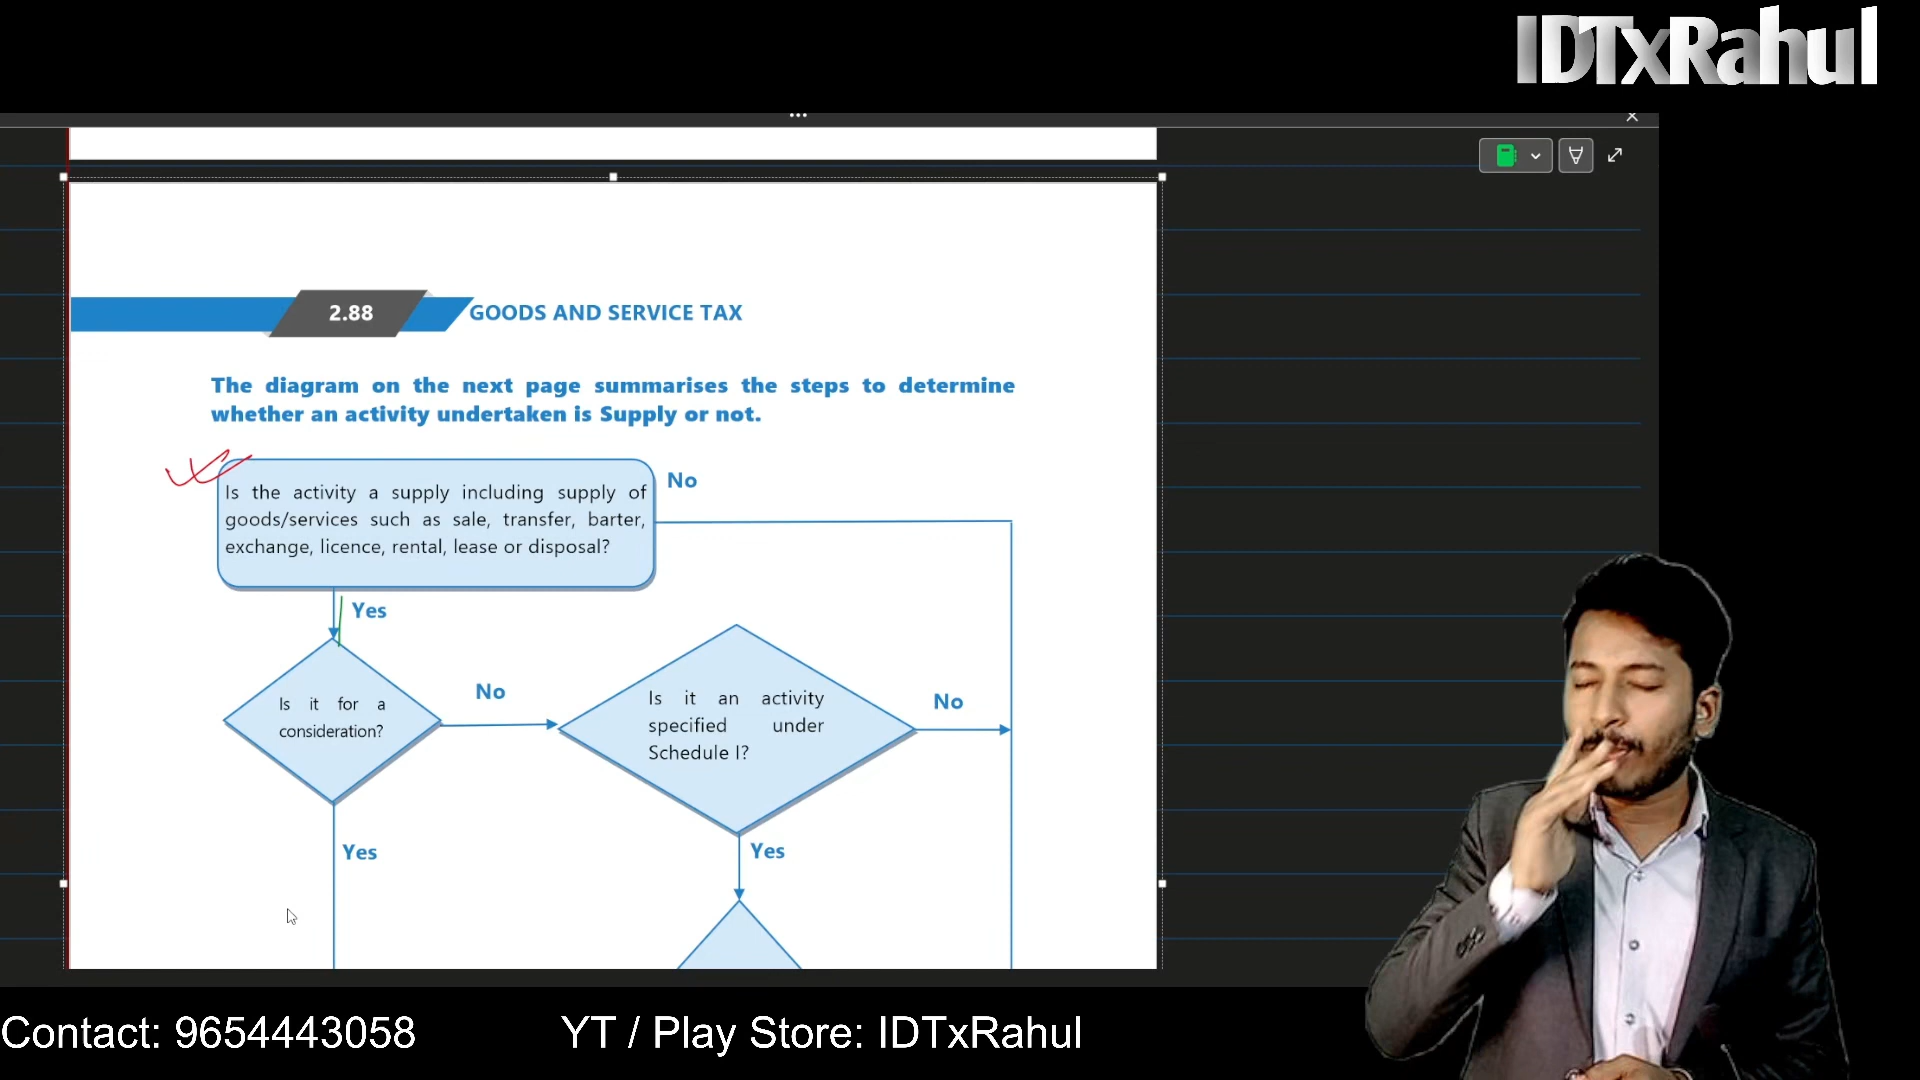 IDTxRahul
2.88
GOODS AND SERVICE TAX
The diagram on the next page summarises the steps to determine
whether an activity undertaken is Supply or not.
Is the activity a supply including supply of
goods/services such as sale, transfer, barter,
exchange, licence, rental, lease or disposal?
No
Yes
Is it for a
consideration?
No
Is it an activity
specified under
Schedule I?
No
Yes
Yes
Contact: 9654443058
YT / Play Store: IDTxRahul